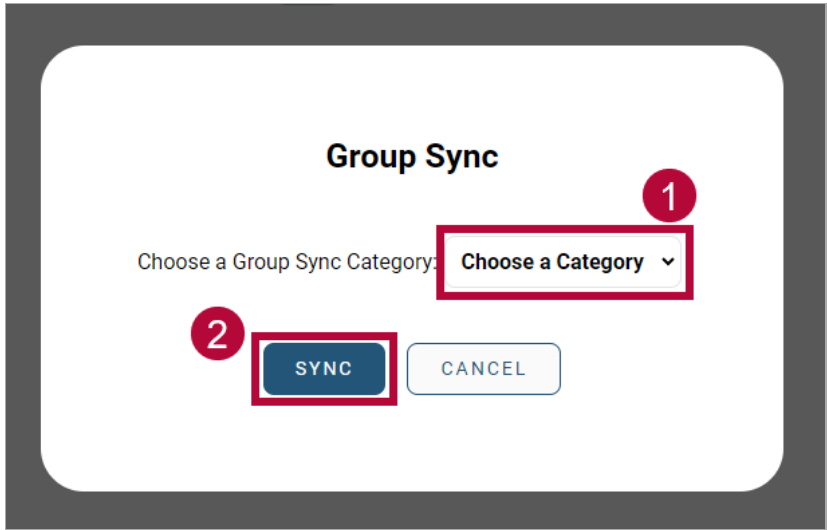 Group Sync
1
Choose a Group Sync Category: Choose a Category
2
SYNC CANCEL